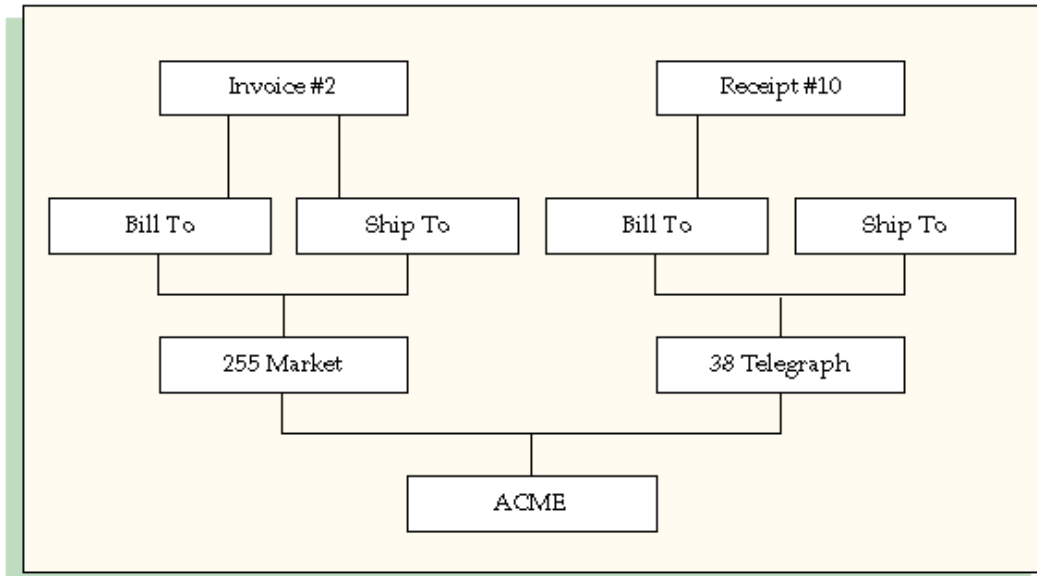 Invoice #2
Receipt #10
Bill To
Ship To
Bill To
Ship To
255 Market
38 Telegraph
ACME